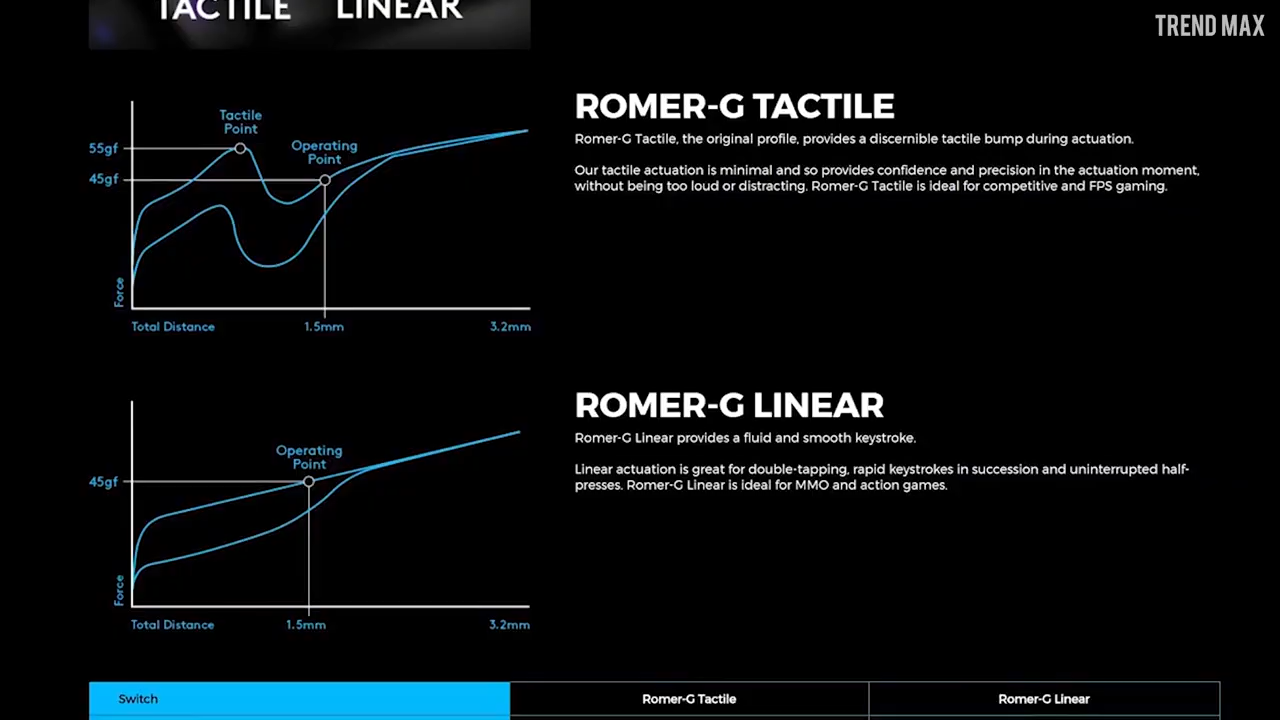 TACTILE LINEAR
TREND MAX
Tactile
Point
55gf
Operating
Point
45gf
Force
Total Distance 1.5mm 3.2mm
ROMER-G TACTILE
Romer-G Tactile, the original profile, provides a discernible tactile bump during actuation.
Our tactile actuation is minimal and so provides confidence and precision in the actuation moment,
without being too loud or distracting. Romer-G Tactile is ideal for competitive and FPS gaming.
Operating
Point
45gf
Force
Total Distance 1.5mm 3.2mm
ROMER-G LINEAR
Romer-G Linear provides a fluid and smooth keystroke.
Linear actuation is great for double-tapping, rapid keystrokes in succession and uninterrupted half-
presses. Romer-G Linear is ideal for MMO and action games.
Switch Romer-G Tactile Romer-G Linear